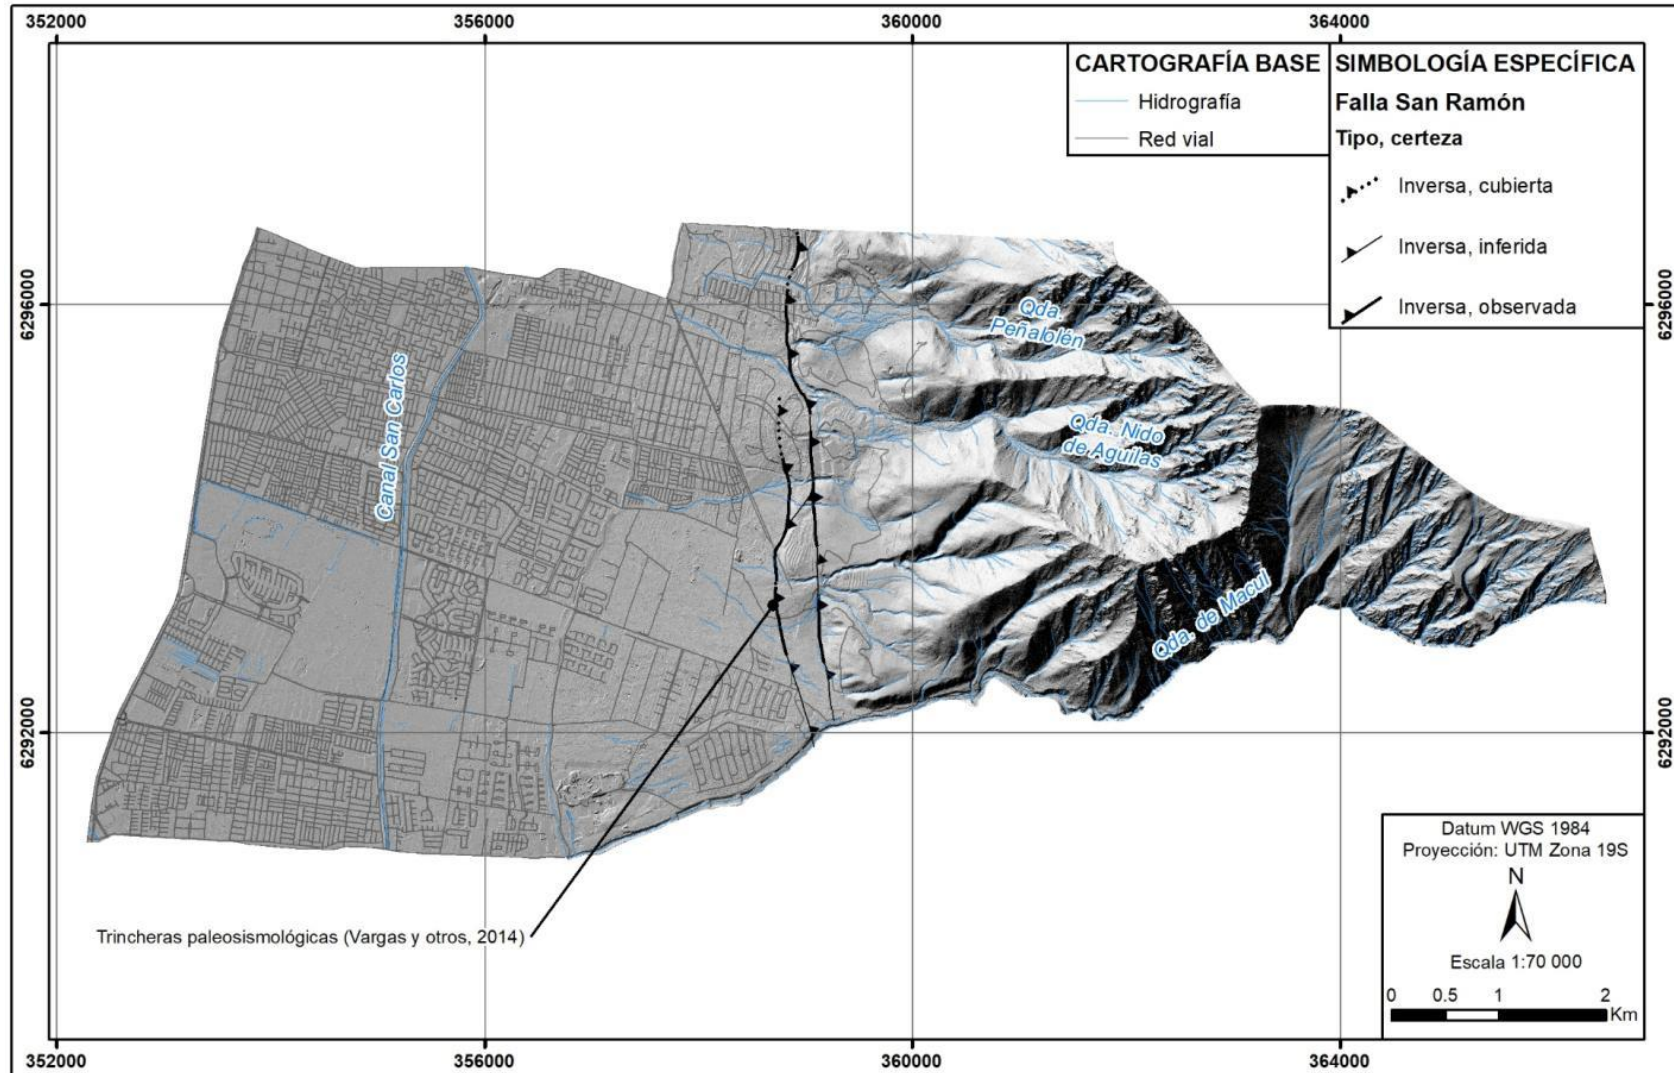 352000
356000
360000
364000
CARTOGRAFÍA BASE
Hidrografía
Red vial
SIMBOLOGÍA ESPECÍFICA
Falla San Ramón
Tipo, certeza
Inversa, cubierta
Inversa, inferida
Inversa, observada
6296000
6296000
Qda.
Peñalolén
Canal San Carlos
Qda. Nido
de Aguilas
Qda. de Macul
6292000
6292000
Trincheras paleosismológicas (Vargas y otros, 2014)
Datum WGS 1984
Proyección: UTM Zona 19S
N
Escala 1:70 000
0 0.5 1 2
Km
352000
356000
360000
364000